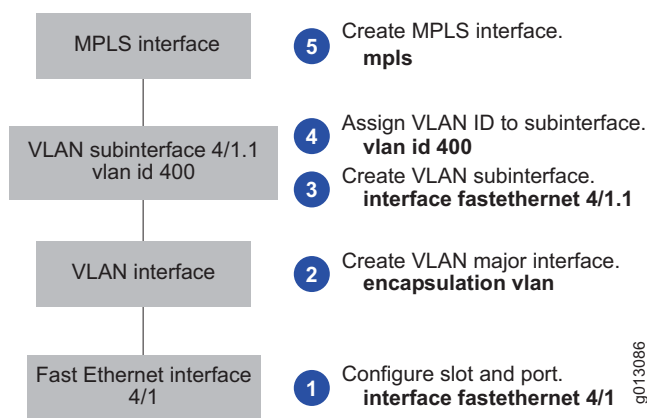 MPLS interface
5
Create MPLS interface.
mpls
VLAN subinterface 4/1.1
vlan id 400
4
Assign VLAN ID to subinterface.
vlan id 400
3
Create VLAN subinterface.
interface fastethernet 4/1.1
VLAN interface
2
Create VLAN major interface.
encapsulation vlan
Fast Ethernet interface
4/1
1
Configure slot and port.
interface fastethernet 4/1
g013086